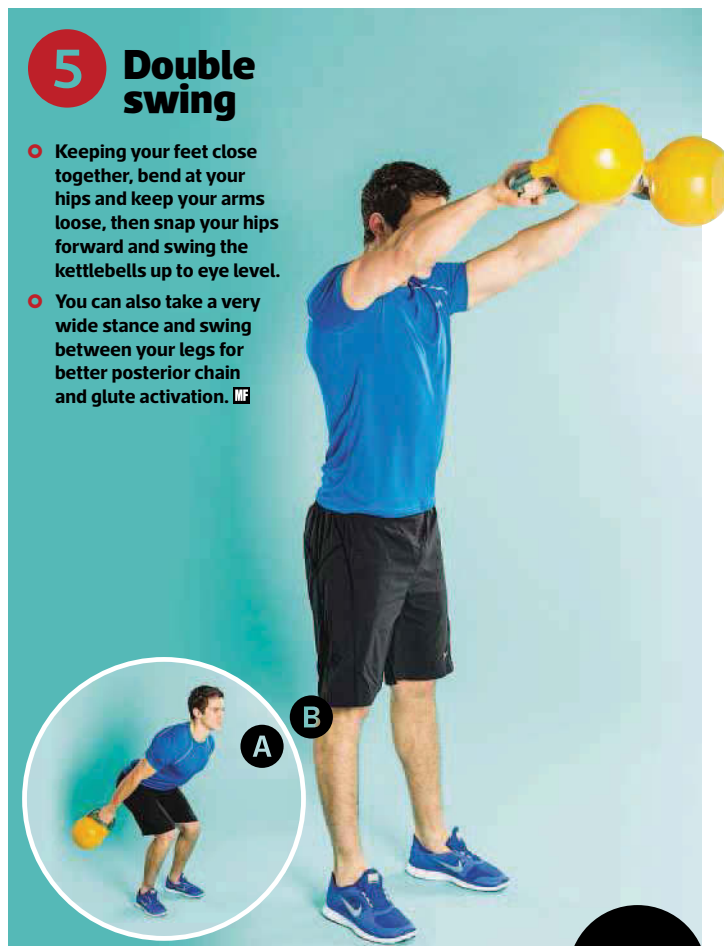 5
Double
swing
Keeping your feet close
together, bend at your
hips and keep your arms
loose, then snap your hips
forward and swing the
kettlebells up to eye level.
You can also take a very
wide stance and swing
between your legs for
better posterior chain
and glute activation. MF
B
A